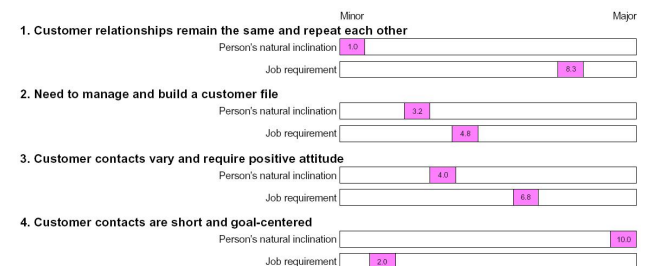 Minor Major
1. Customer relationships remain the same and repeat each other
Person's natural inclination 1.0
Job requirement 8.3
2. Need to manage and build a customer file
Person's natural inclination 3.2
Job requirement 4.8
3. Customer contacts vary and require positive attitude
Person's natural inclination 4.0
Job requirement 6.8
4. Customer contacts are short and goal-centered
Person's natural inclination 10.0
Job requirement 2.0